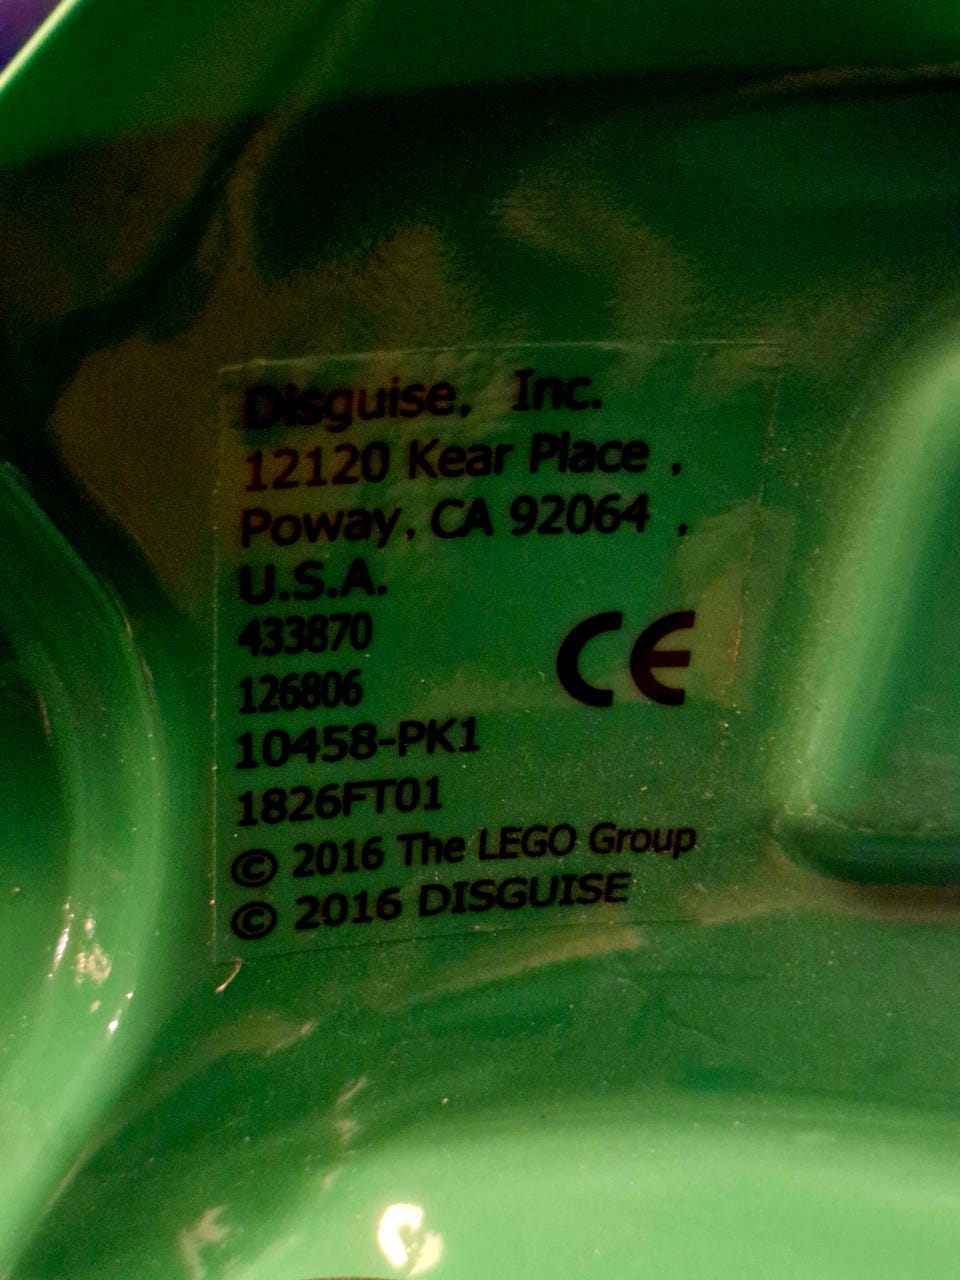 Disguise, Inc.
12120 Kear Place ,
Poway, CA 92064 ,
U.S.A.
433870
126806
10458-PK1
1826FT01
CE
© 2016 The LEGO Group
© 2016 DISGUISE